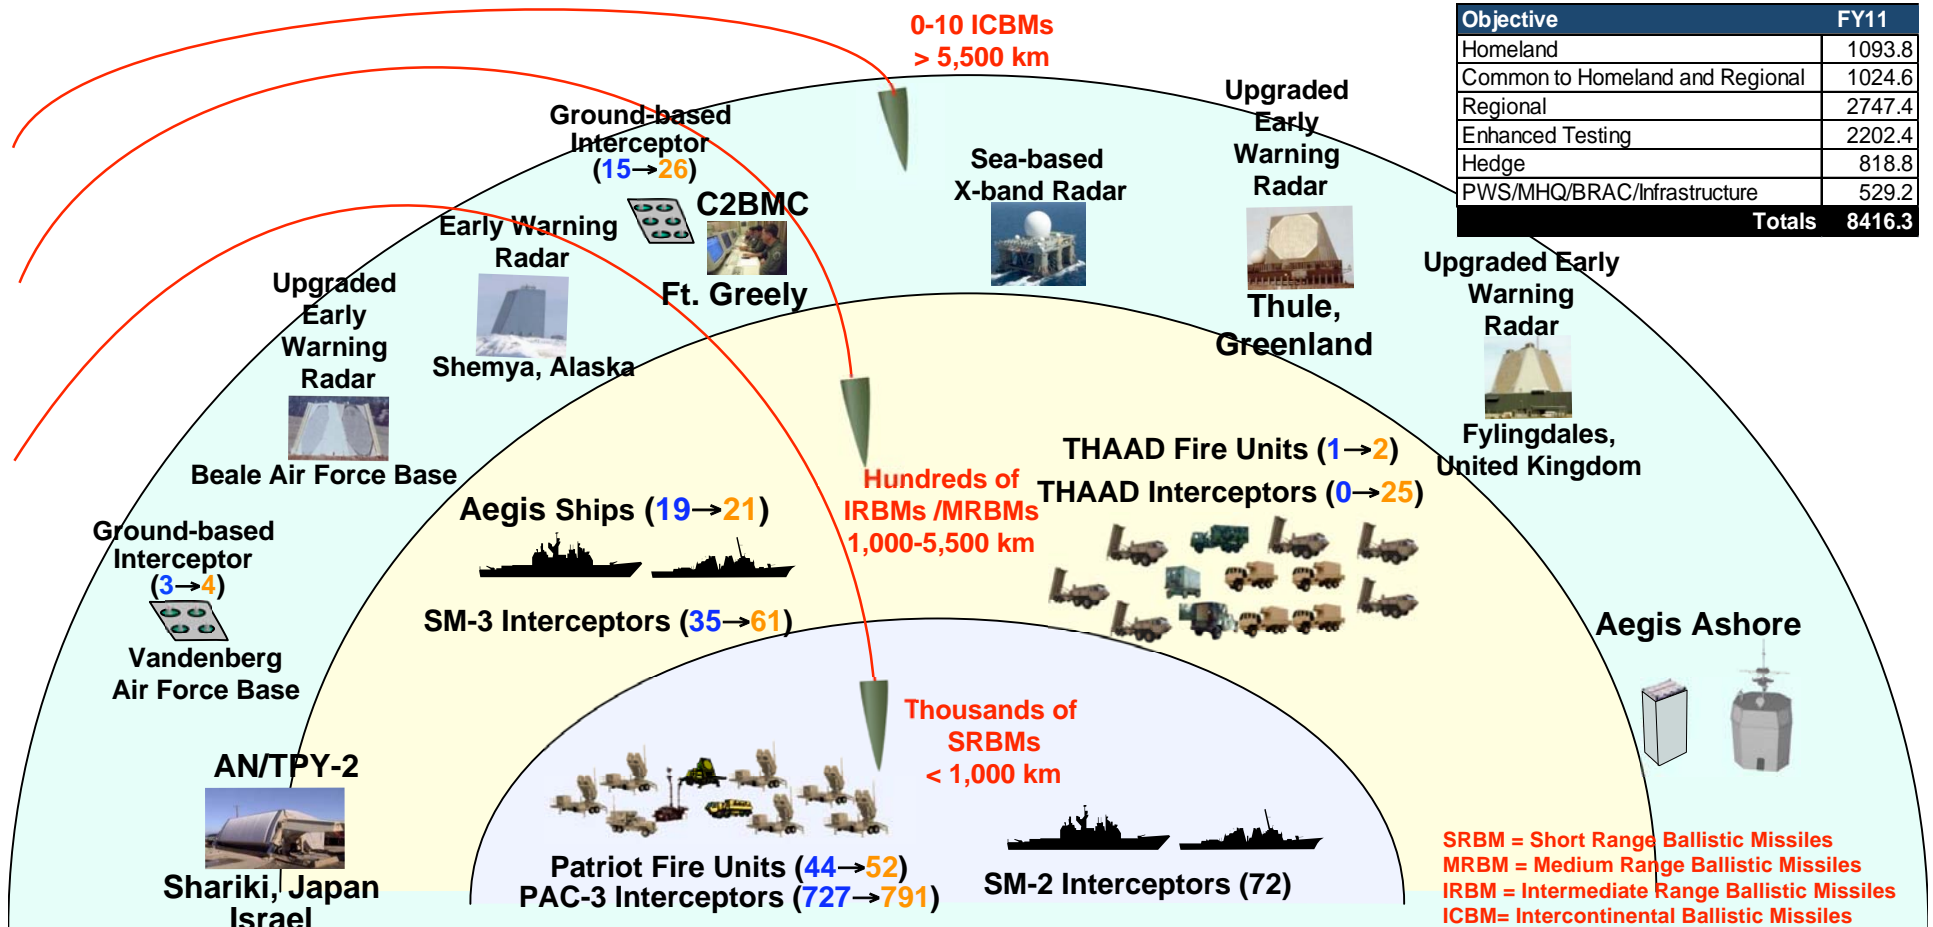 0-10 ICBMs
> 5,500 km
Objective FY11
Homeland 1093.8
Common to Homeland and Regional 1024.6
Regional 2747.4
Enhanced Testing 2202.4
Hedge 818.8
PWS/MHQ/BRAC/Infrastructure 529.2
Totals 8416.3
Ground-based
Interceptor
(15→26)
C2BMC
Ft. Greely
Early Warning
Radar
Shemya, Alaska
Upgraded
Early
Warning
Radar
Beale Air Force Base
Ground-based
Interceptor
(3→4)
Vandenberg
Air Force Base
AN/TPY-2
Shariki, Japan
Israel
Sea-based
X-band Radar
Upgraded
Early
Warning
Radar
Thule,
Greenland
Upgraded Early
Warning
Radar
Fylingdales,
United Kingdom
Aegis Ashore
Aegis Ships (19→21)
SM-3 Interceptors (35→61)
Hundreds of
IRBMs /MRBMs
1,000-5,500 km
THAAD Fire Units (1→2)
THAAD Interceptors (0→25)
Thousands of
SRBMs
< 1,000 km
Patriot Fire Units (44→52)
PAC-3 Interceptors (727→791)
SM-2 Interceptors (72)
SRBM = Short Range Ballistic Missiles
MRBM = Medium Range Ballistic Missiles
IRBM = Intermediate Range Ballistic Missiles
ICBM= Intercontinental Ballistic Missiles